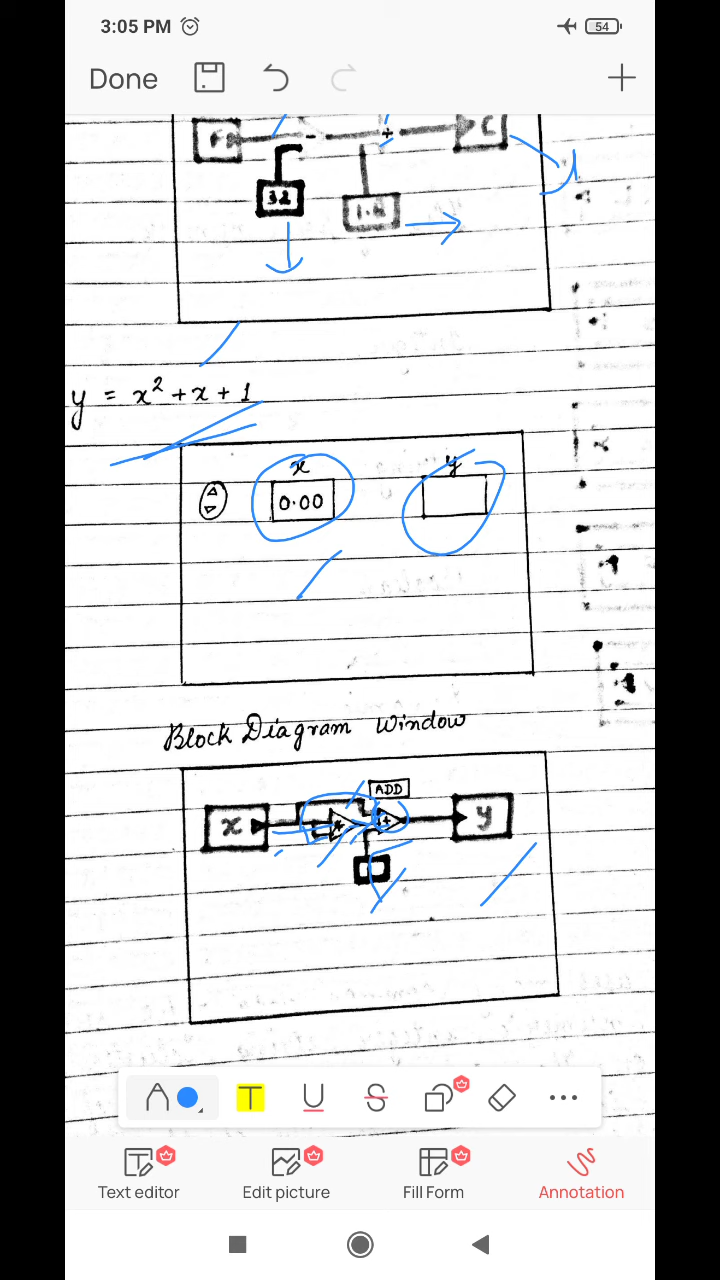 3:05 PM 54
Done
F - + C
32 1.8
y = x² + x + 1
x y
0.00
Block Diagram Window
ADD
x * + y
T U S
Text editor Edit picture Fill Form Annotation